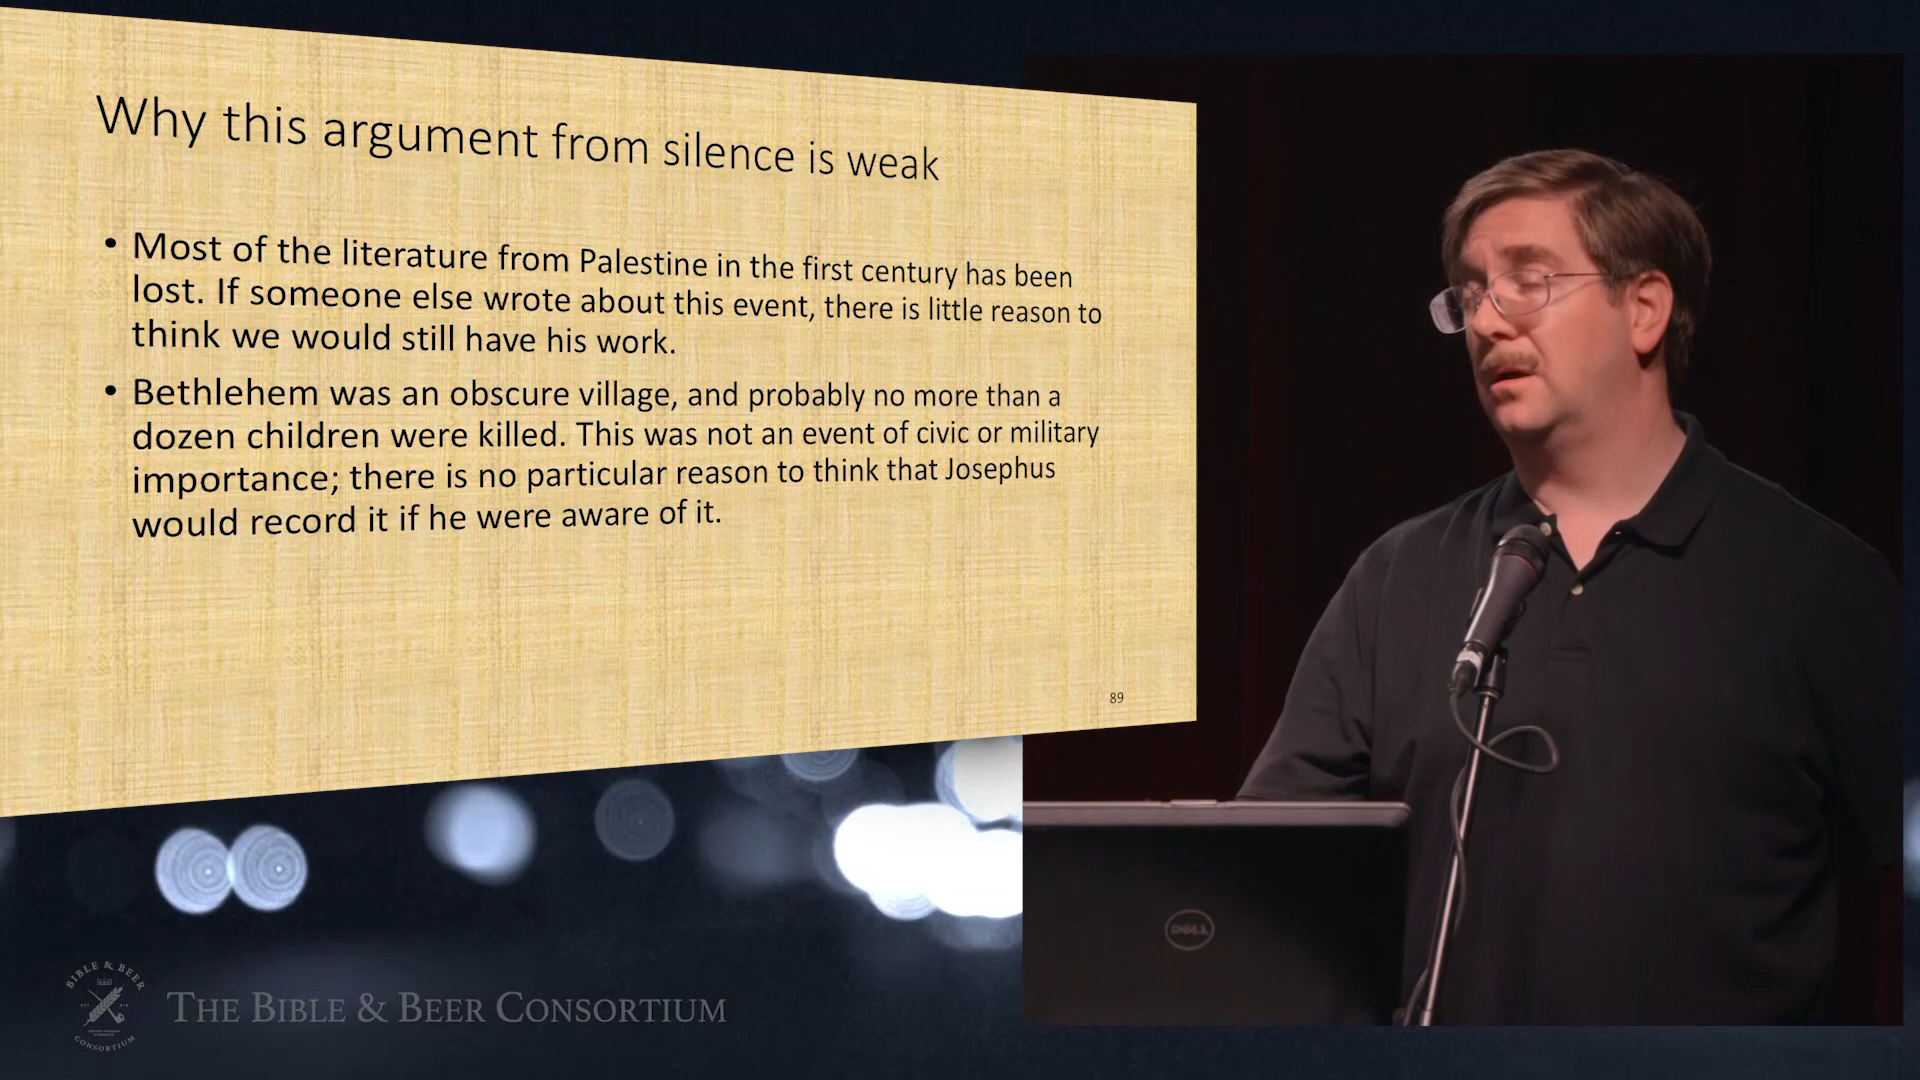 Why this argument from silence is weak
• Most of the literature from Palestine in the first century has been
lost. If someone else wrote about this event, there is little reason to
think we would still have his work.
• Bethlehem was an obscure village, and probably no more than a
dozen children were killed. This was not an event of civic or military
importance; there is no particular reason to think that Josephus
would record it if he were aware of it.
89
DELL
BIBLE & BEER
CONSORTIUM
THE BIBLE & BEER CONSORTIUM